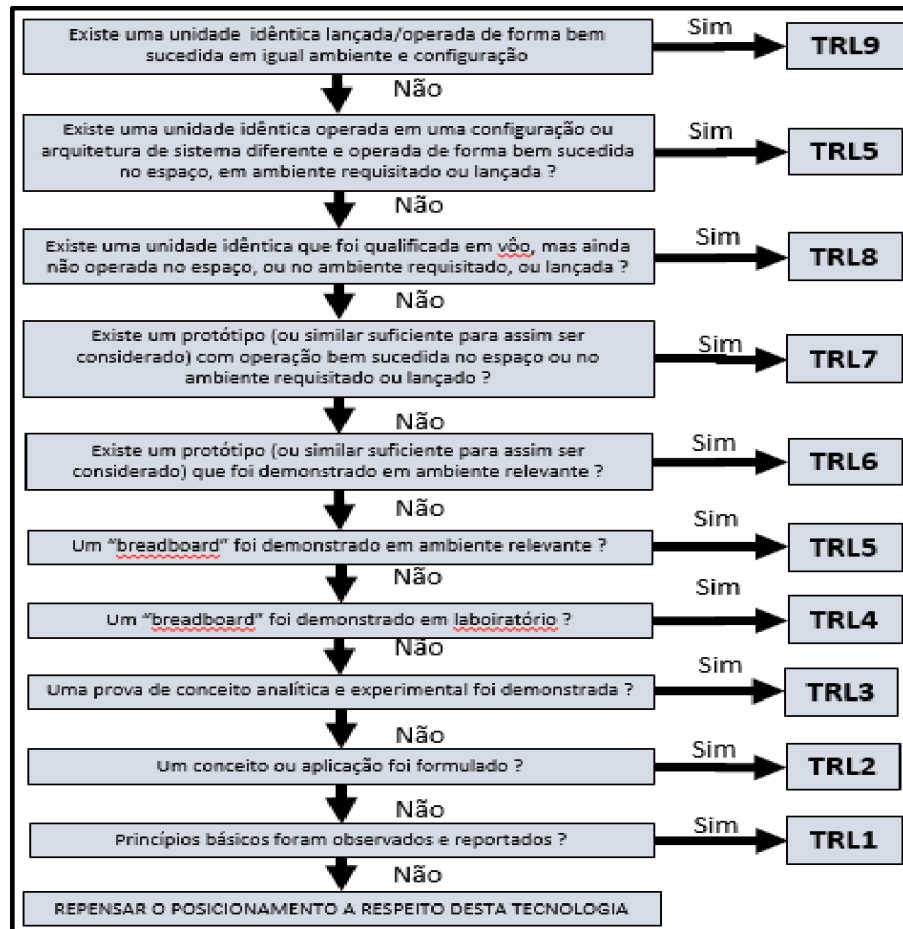 Existe uma unidade idêntica lançada/operada de forma bem
sucedida em igual ambiente e configuração
Sim
TRL9
Não
Existe uma unidade idêntica operada em uma configuração ou
arquitetura de sistema diferente e operada de forma bem sucedida
no espaço, em ambiente requisitado ou lançada ?
Sim
TRL5
Não
Existe uma unidade idêntica que foi qualificada em vôo, mas ainda
não operada no espaço, ou no ambiente requisitado, ou lançada ?
Sim
TRL8
Não
Existe um protótipo (ou similar suficiente para assim ser
considerado) com operação bem sucedida no espaço ou no
ambiente requisitado ou lançado ?
Sim
TRL7
Não
Existe um protótipo (ou similar suficiente para assim ser
considerado) que foi demonstrado em ambiente relevante ?
Sim
TRL6
Não
Um “breadboard” foi demonstrado em ambiente relevante ?
Sim
TRL5
Não
Um “breadboard” foi demonstrado em laboiratório ?
Sim
TRL4
Não
Uma prova de conceito analítica e experimental foi demonstrada ?
Sim
TRL3
Não
Um conceito ou aplicação foi formulado ?
Sim
TRL2
Não
Princípios básicos foram observados e reportados ?
Sim
TRL1
Não
REPENSAR O POSICIONAMENTO A RESPEITO DESTA TECNOLOGIA